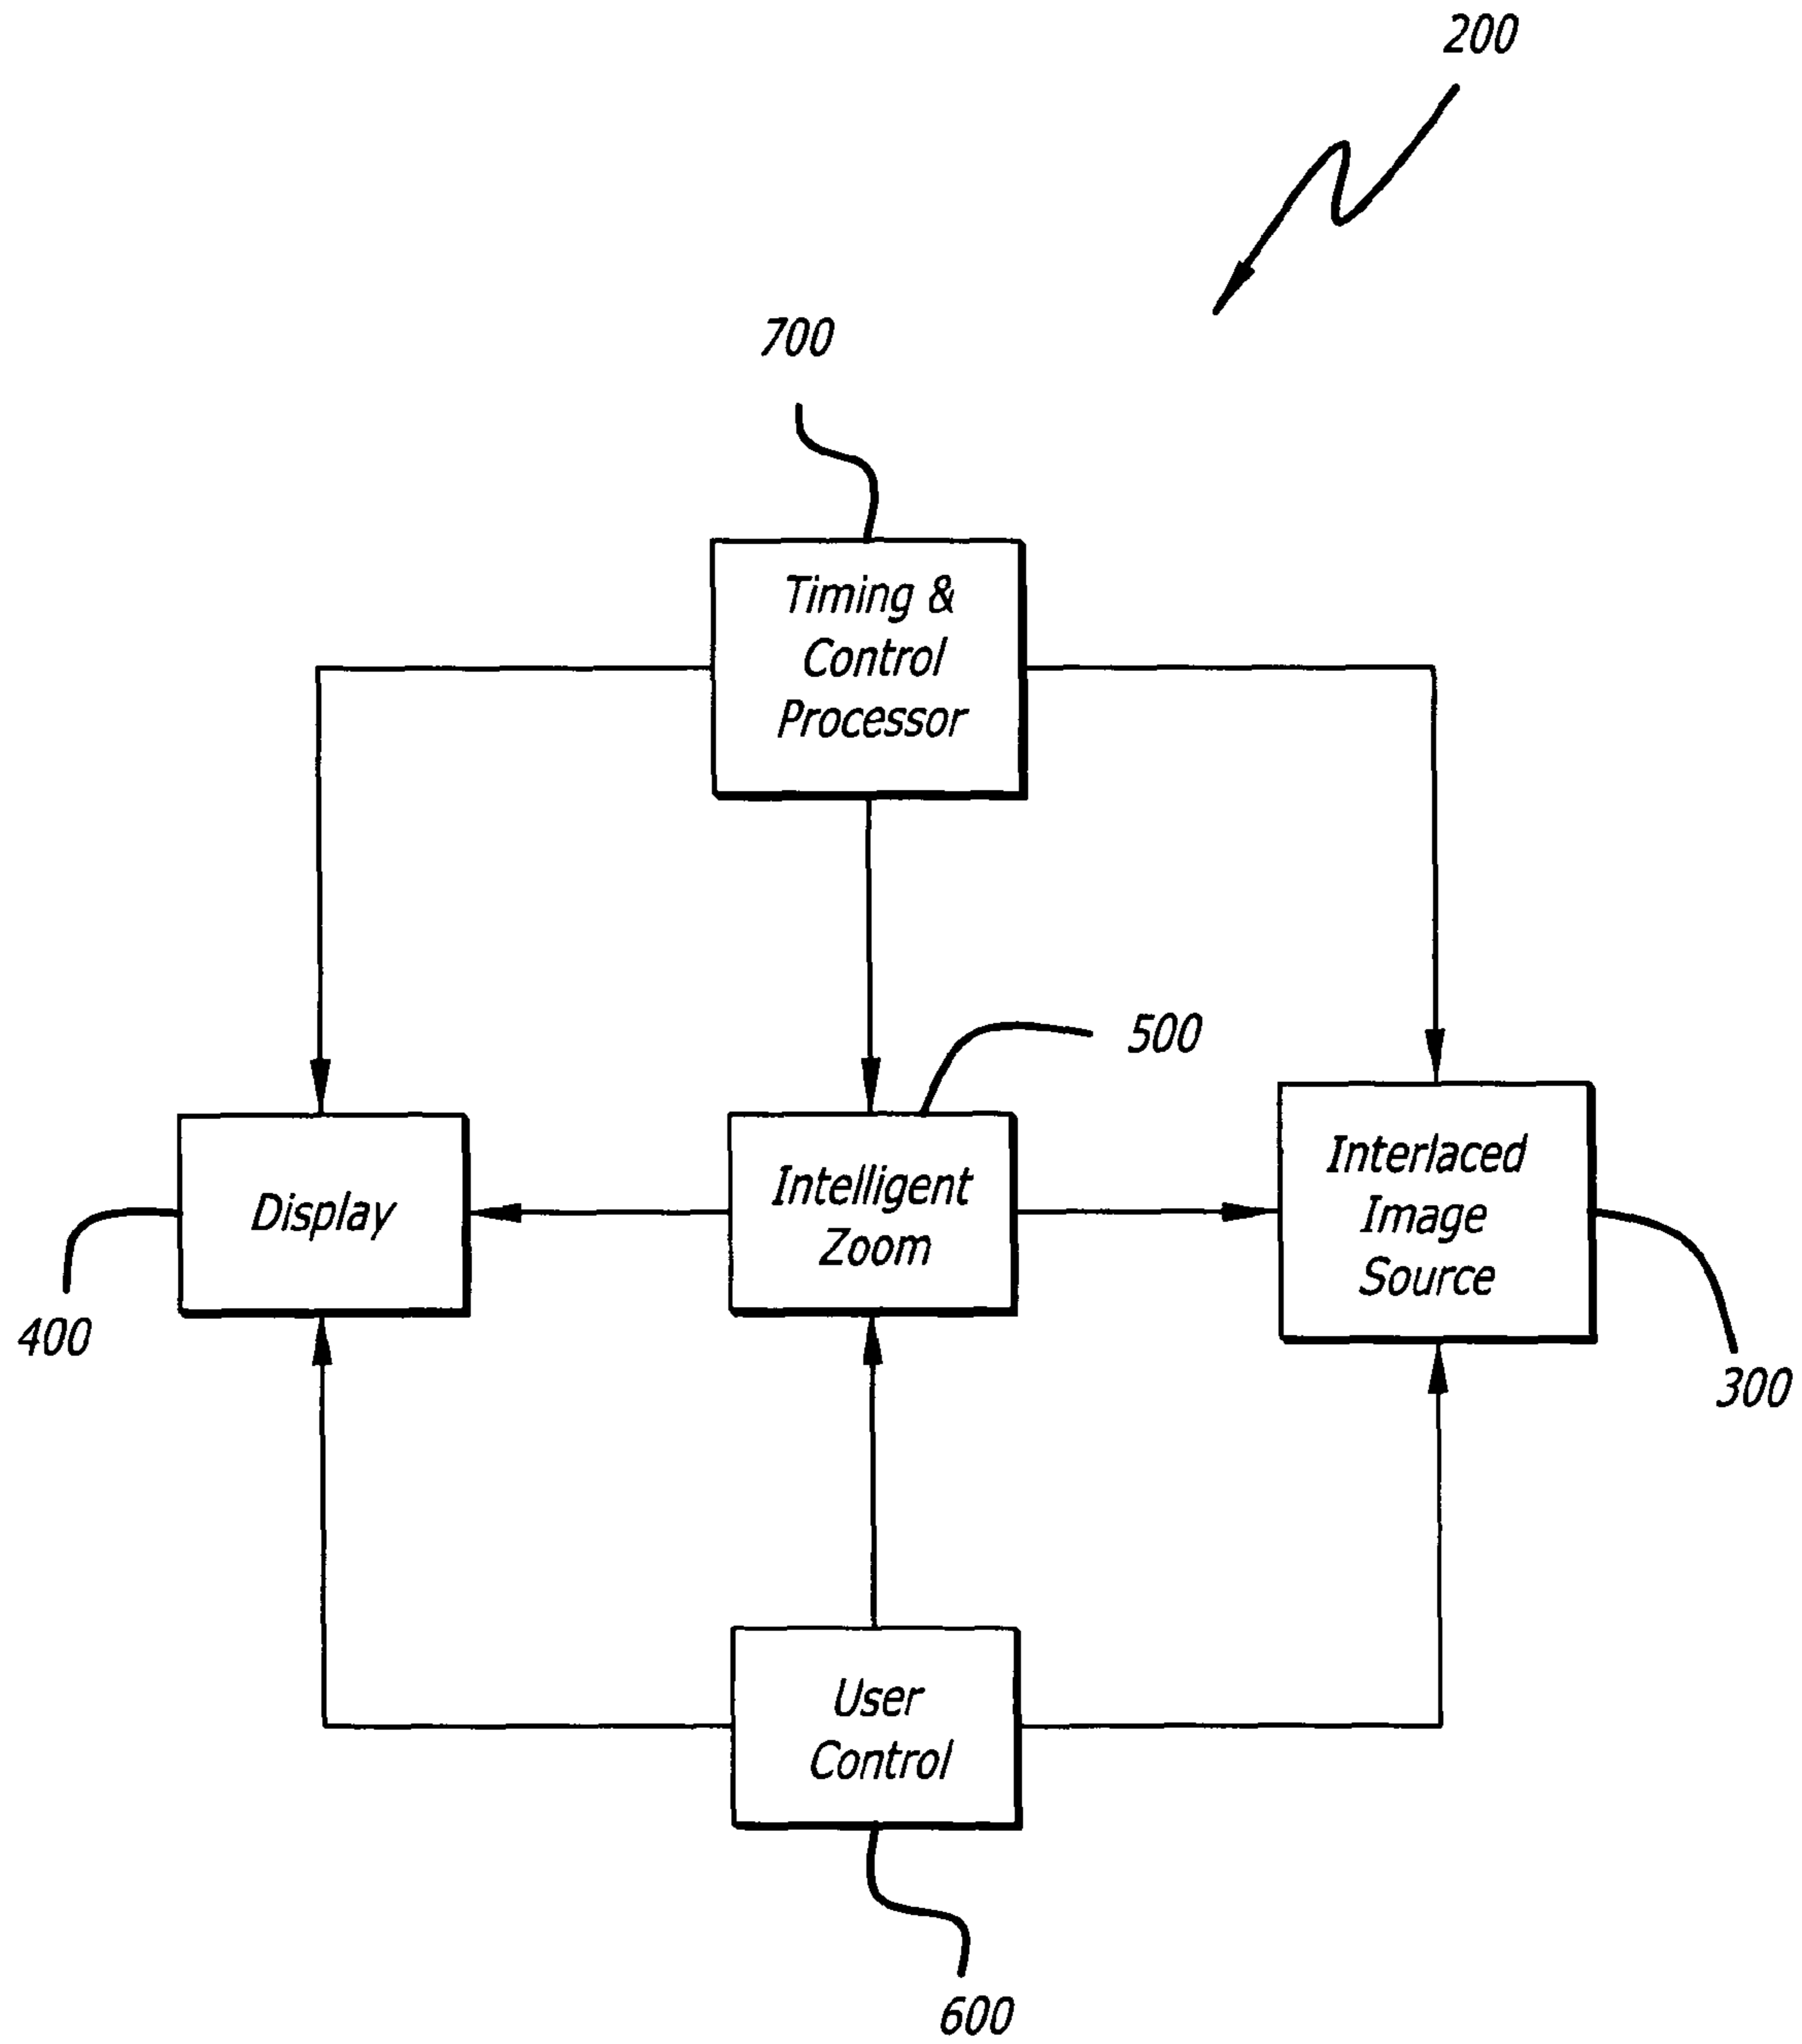 200
700
Timing &
Control
Processor
500
Display
Intelligent
Zoom
Interlaced
Image
Source
400
300
User
Control
600